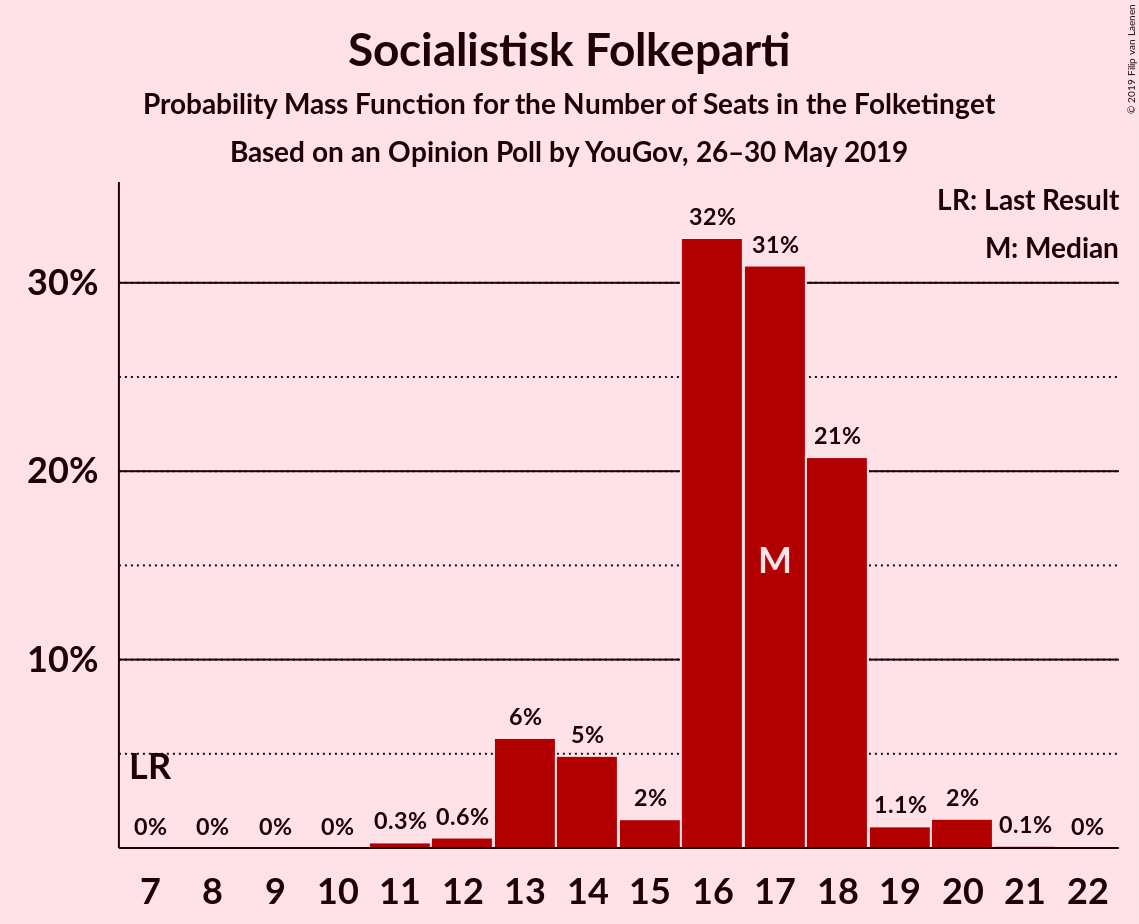 Socialistisk Folkeparti
Probability Mass Function for the Number of Seats in the Folketinget
Based on an Opinion Poll by YouGov, 26–30 May 2019
© 2019 Filip van Laenen
LR: Last Result
M: Median
32%
31%
30%
21%
20%
M
10%
6%
5%
LR
2%
1.1%
2%
0%
0%
0%
0%
0.3%
0.6%
0.1%
0%
7 8 9 10 11 12 13 14 15 16 17 18 19 20 21 22